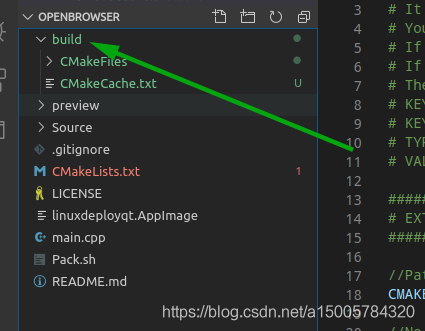 OPENBROWSER
build
CMakeFiles
CMakeCache.txt U
preview
Source
.gitignore
CMakeLists.txt 1
LICENSE
linuxdeployqt.AppImage
main.cpp
Pack.sh
README.md
3 # It
4 # You
5 # If
6 # If
7 # The
8 # KEY
9 # KEY
10 # TYP
11 # VAL
12
13 #####
14 # EXT
15 #####
16
17 //Pat
18 CMAKE
19
https://blog.csdn.net/a15005784320